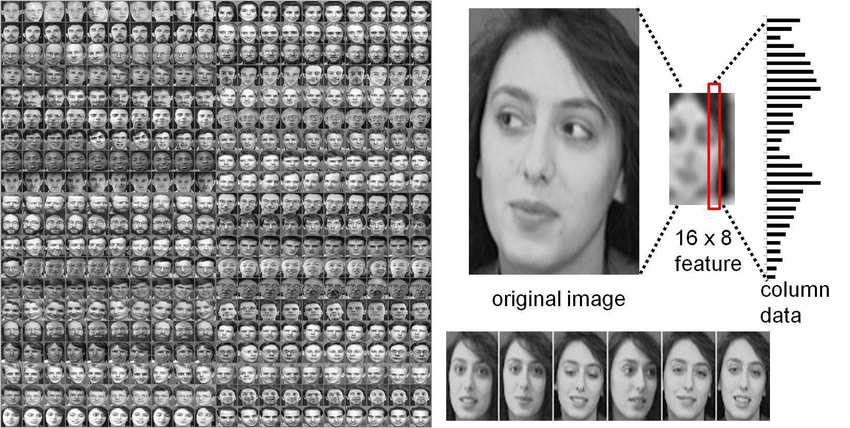 16 x 8
feature
original image
column
data